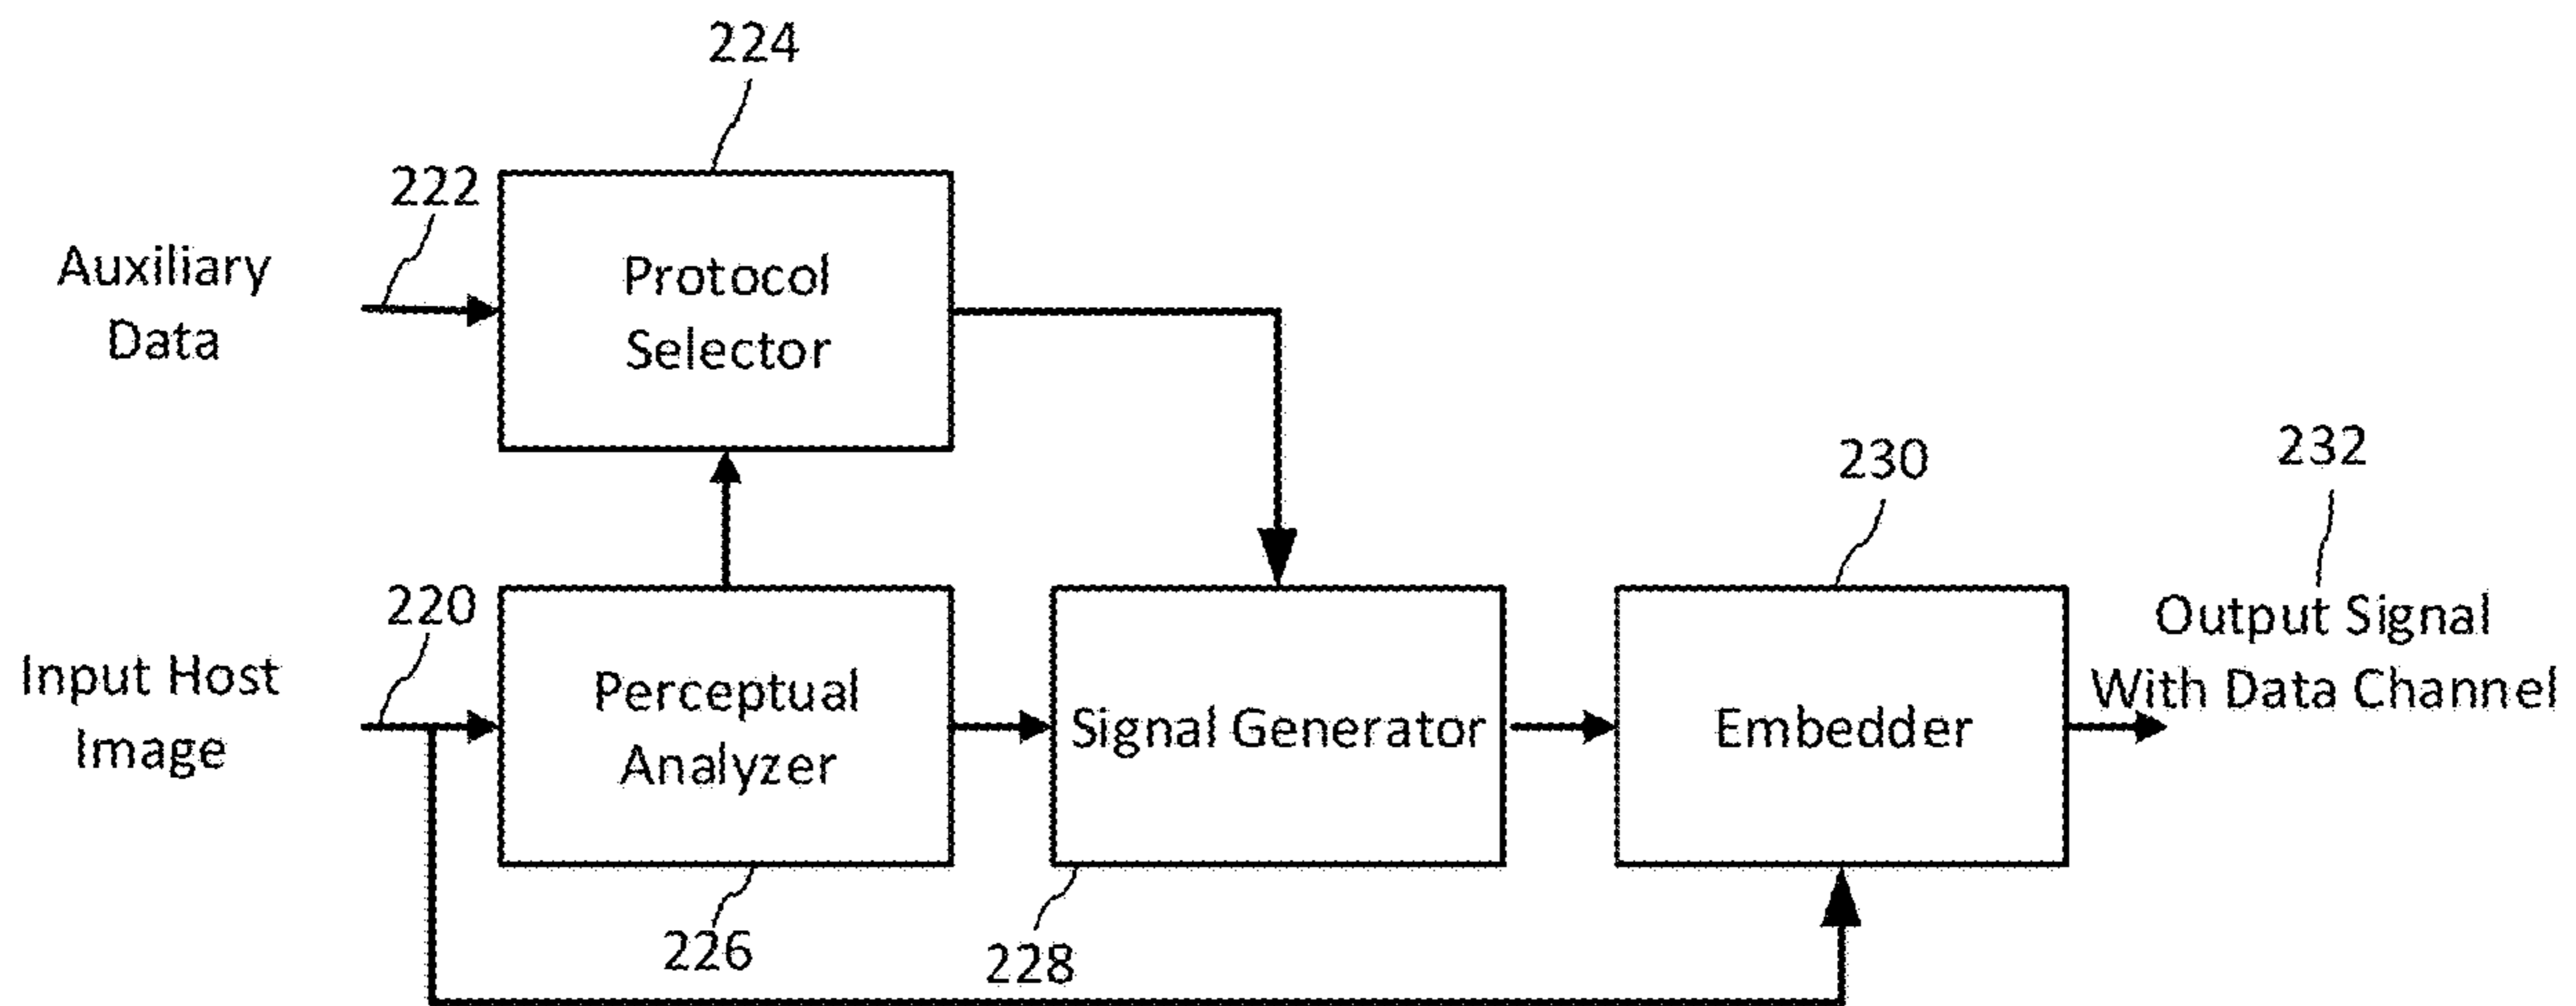 224
222
Auxiliary
Data
Protocol
Selector
230
232
220
Input Host
Image
Perceptual
Analyzer
Signal Generator
Embedder
Output Signal
With Data Channel
226
228